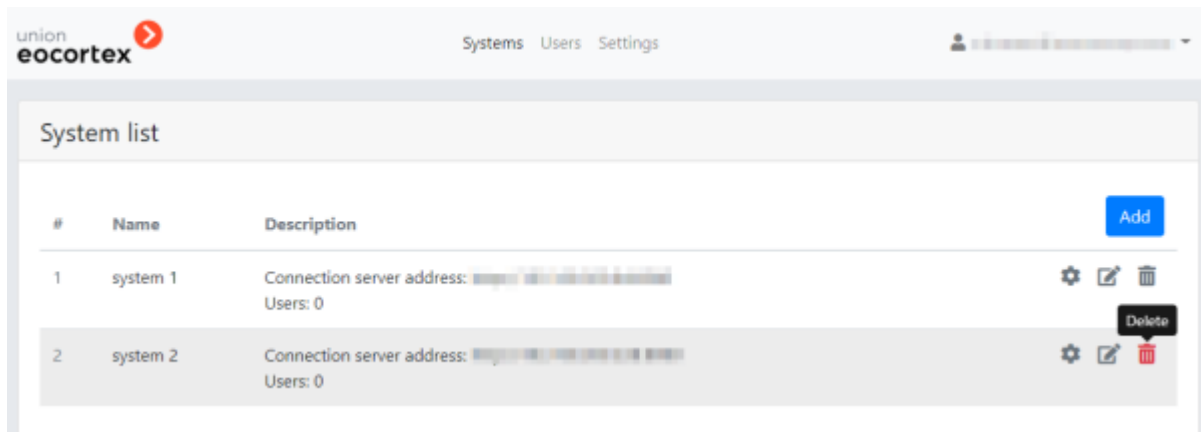 union
eocortex
Systems Users Settings
System list
# Name Description Add
1 system 1 Connection server address:
Users: 0
Delete
2 system 2 Connection server address:
Users: 0